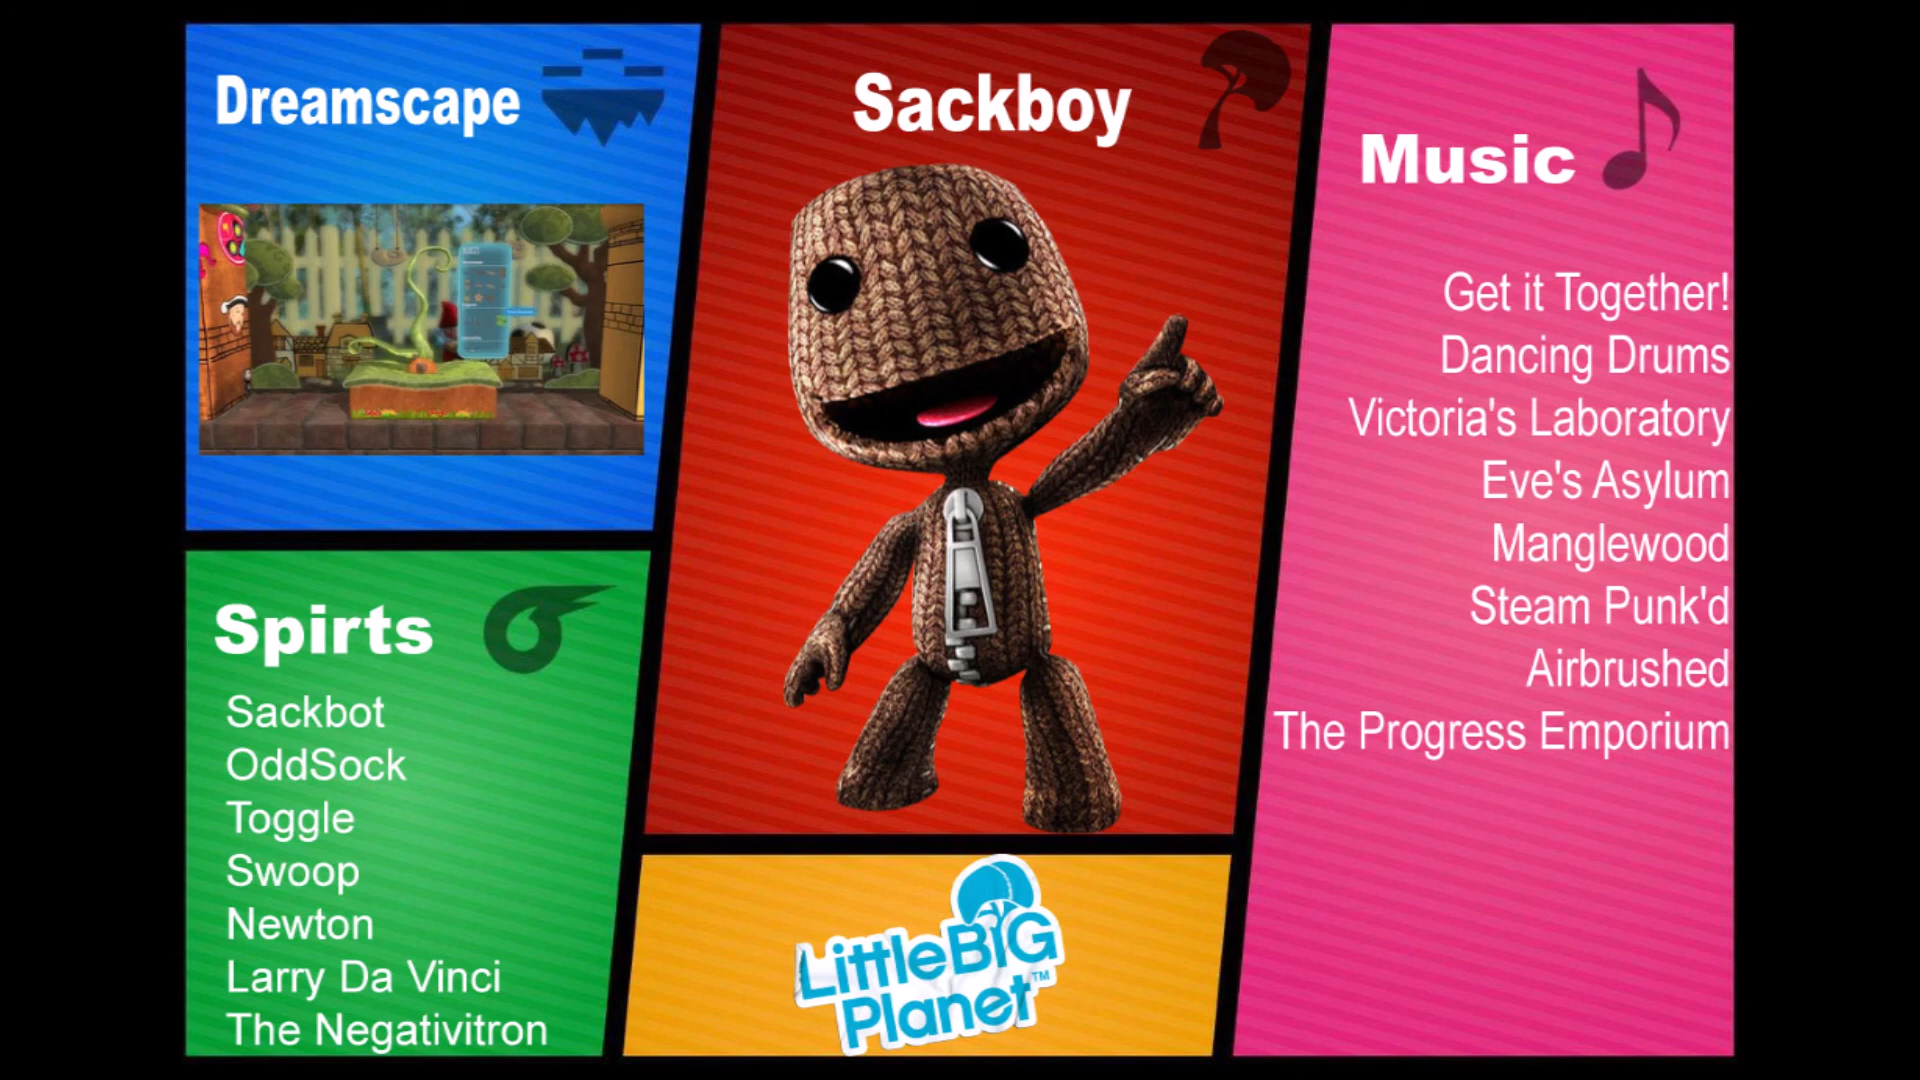 Dreamscape
Spirts
Sackbot
OddSock
Toggle
Swoop
Newton
Larry Da Vinci
The Negativitron
Sackboy
LittleBIG
Planet™
Music
Get it Together!
Dancing Drums
Victoria's Laboratory
Eve's Asylum
Manglewood
Steam Punk'd
Airbrushed
The Progress Emporium